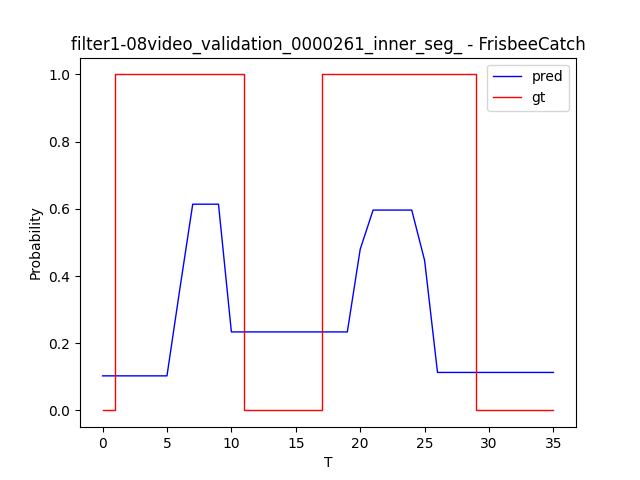 filter1-08video_validation_0000261_inner_seg_ - FrisbeeCatch
pred
gt
1.0
0.8
0.6
0.4
0.2
0.0
Probability
0 5 10 15 20 25 30 35
T